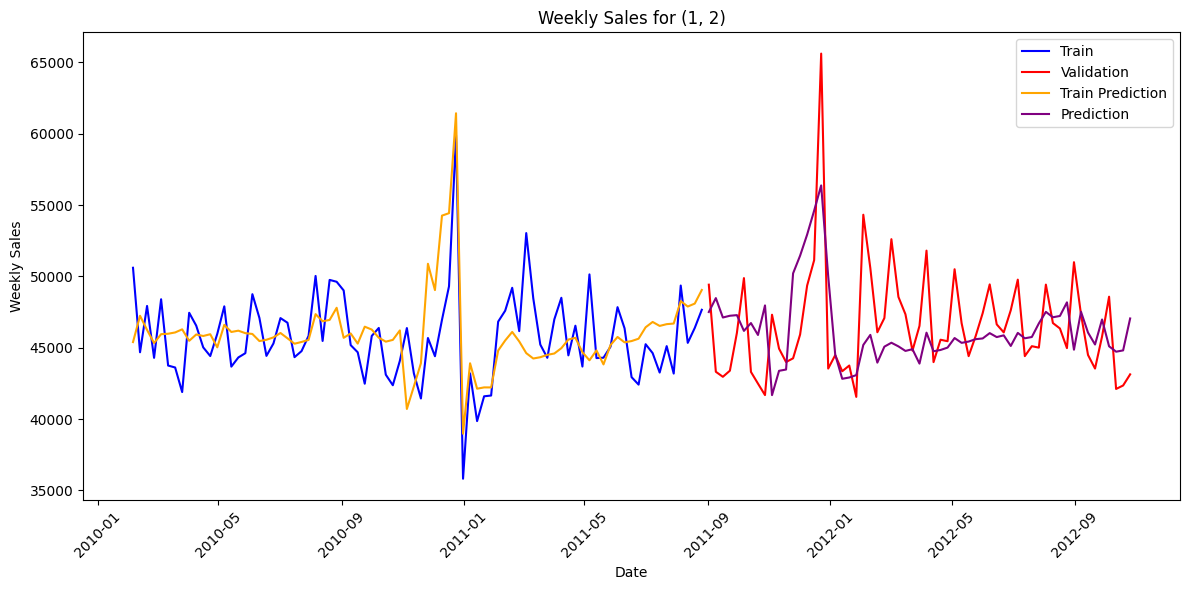 Weekly Sales for (1, 2)
Train
Validation
Train Prediction
Prediction
Weekly Sales
65000
60000
55000
50000
45000
40000
35000
2010-01
2010-05
2010-09
2011-01
2011-05
2011-09
2012-01
2012-05
2012-09
Date